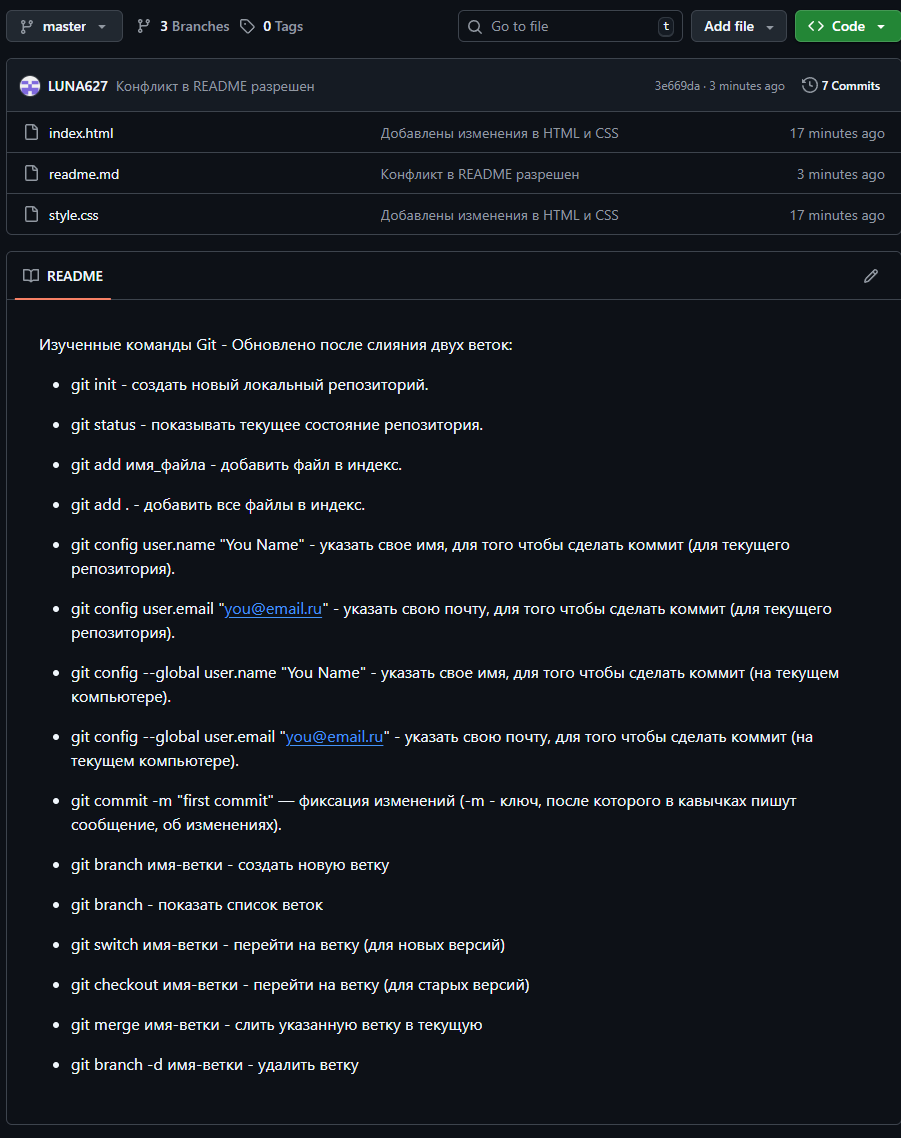 master
3 Branches
0 Tags
Go to file
t
Add file
Code
LUNA627 Конфликт в README разрешен
3e669da · 3 minutes ago
7 Commits
index.html
Добавлены изменения в HTML и CSS
17 minutes ago
readme.md
Конфликт в README разрешен
3 minutes ago
style.css
Добавлены изменения в HTML и CSS
17 minutes ago
README
Изученные команды Git - Обновлено после слияния двух веток:
• git init - создать новый локальный репозиторий.
• git status - показывать текущее состояние репозитория.
• git add имя_файла - добавить файл в индекс.
• git add . - добавить все файлы в индекс.
• git config user.name "You Name" - указать свое имя, для того чтобы сделать коммит (для текущего
репозитория).
• git config user.email "you@email.ru" - указать свою почту, для того чтобы сделать коммит (для текущего
репозитория).
• git config --global user.name "You Name" - указать свое имя, для того чтобы сделать коммит (на текущем
компьютере).
• git config --global user.email "you@email.ru" - указать свою почту, для того чтобы сделать коммит (на
текущем компьютере).
• git commit -m "first commit" — фиксация изменений (-m - ключ, после которого в кавычках пишут
сообщение, об изменениях).
• git branch имя-ветки - создать новую ветку
• git branch - показать список веток
• git switch имя-ветки - перейти на ветку (для новых версий)
• git checkout имя-ветки - перейти на ветку (для старых версий)
• git merge имя-ветки - слить указанную ветку в текущую
• git branch -d имя-ветки - удалить ветку